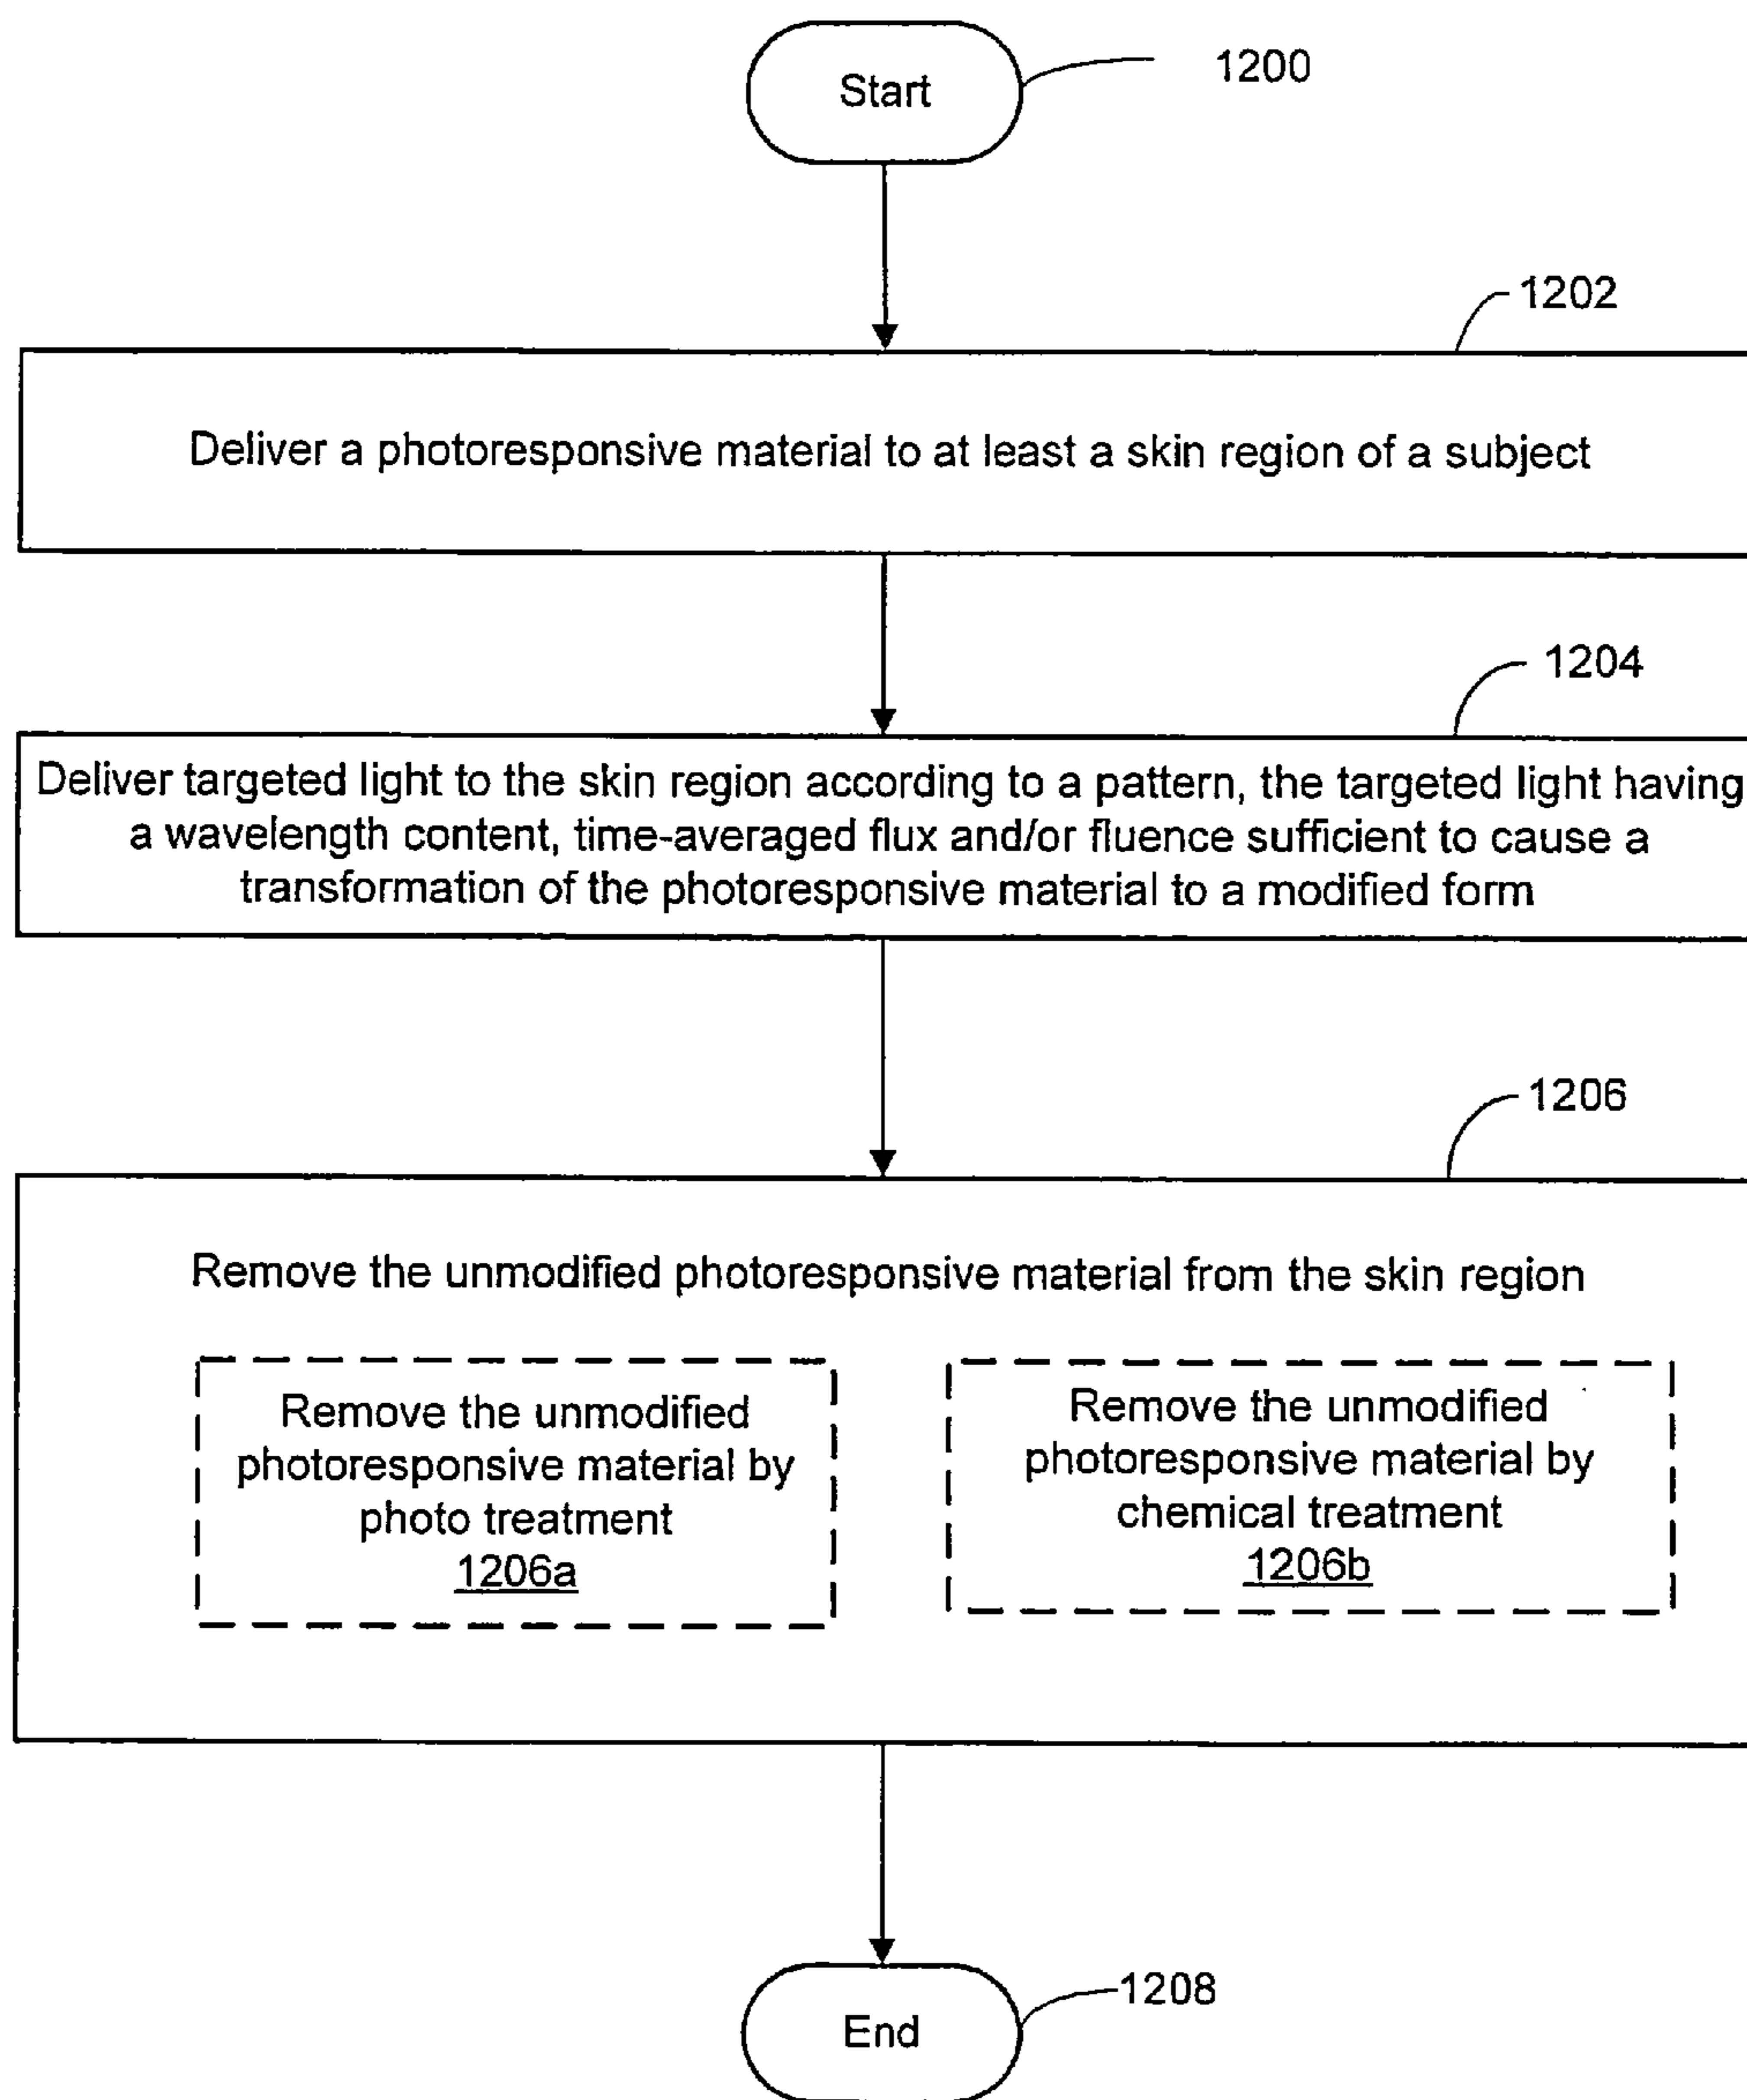 Start
1200
1202
Deliver a photoresponsive material to at least a skin region of a subject
1204
Deliver targeted light to the skin region according to a pattern, the targeted light having
a wavelength content, time-averaged flux and/or fluence sufficient to cause a
transformation of the photoresponsive material to a modified form
1206
Remove the unmodified photoresponsive material from the skin region
Remove the unmodified
photoresponsive material by
photo treatment
1206a
Remove the unmodified
photoresponsive material by
chemical treatment
1206b
1208
End